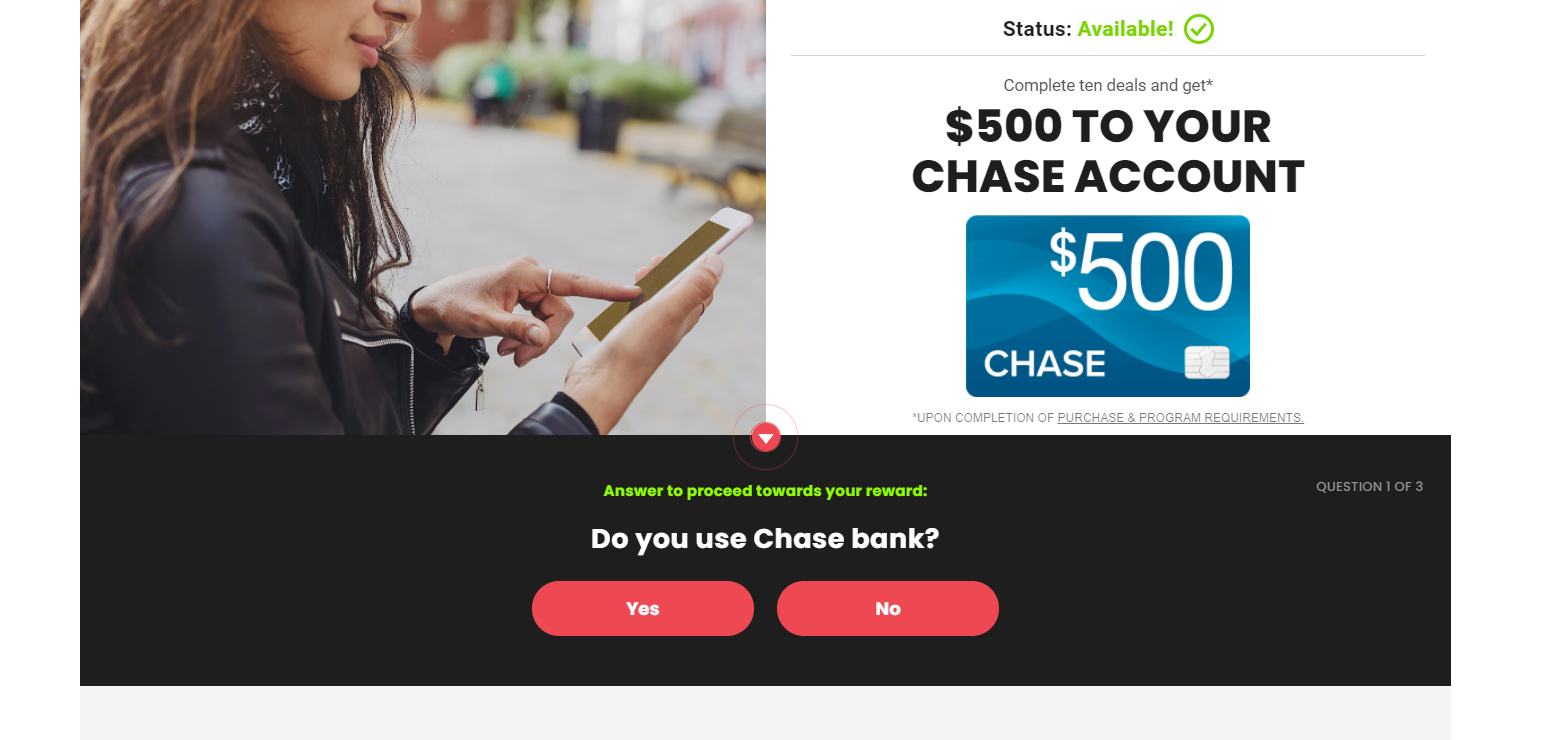 Status: Available!
Complete ten deals and get*
$500 TO YOUR
CHASE ACCOUNT
$500
CHASE
*UPON COMPLETION OF PURCHASE & PROGRAM REQUIREMENTS.
Answer to proceed towards your reward:
QUESTION 1 OF 3
Do you use Chase bank?
Yes No